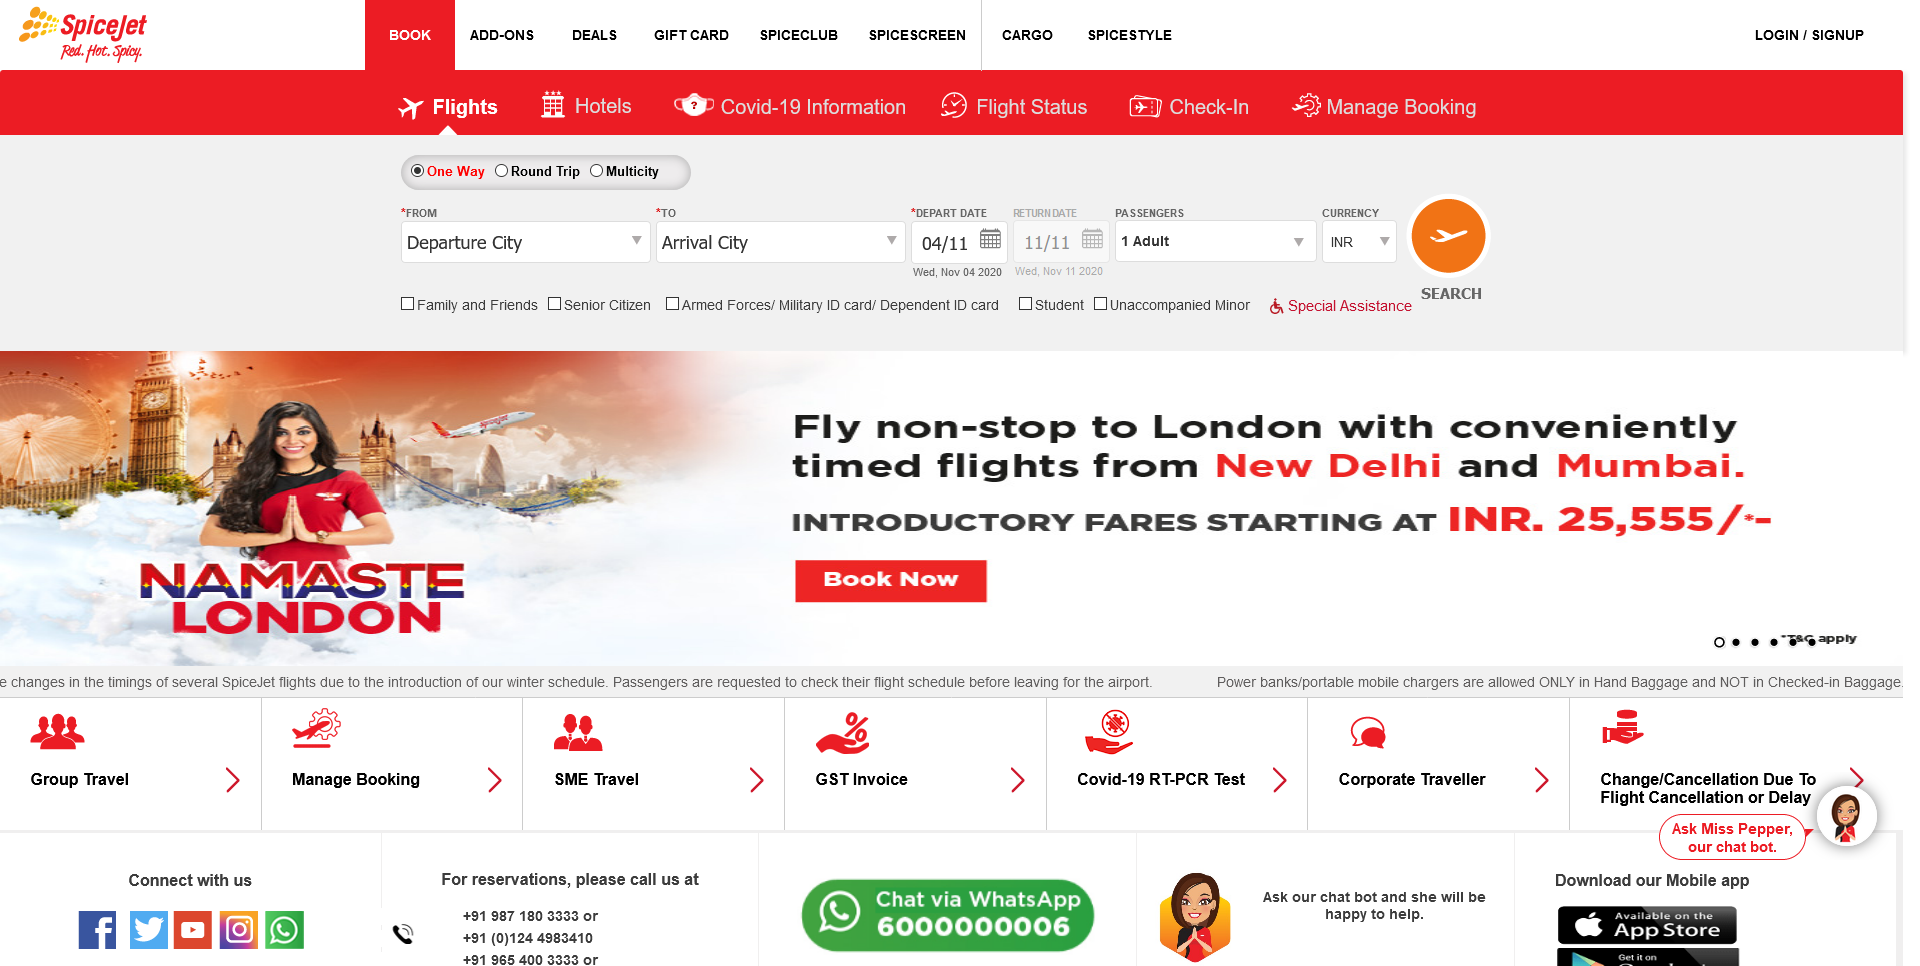 SpiceJet
Red. Hot. Spicy.
BOOK
ADD-ONS
DEALS
GIFT CARD
SPICECLUB
SPICESCREEN
CARGO
SPICESTYLE
LOGIN / SIGNUP
Flights
Hotels
Covid-19 Information
Flight Status
Check-In
Manage Booking
One Way
Round Trip
Multicity
*FROM
*TO
*DEPART DATE
RETURN DATE
PASSENGERS
CURRENCY
Departure City
Arrival City
04/11
11/11
1 Adult
INR
Wed, Nov 04 2020
Wed, Nov 11 2020
SEARCH
Family and Friends
Senior Citizen
Armed Forces/ Military ID card/ Dependent ID card
Student
Unaccompanied Minor
Special Assistance
NAMASTE
LONDON
Fly non-stop to London with conveniently
timed flights from New Delhi and Mumbai.
INTRODUCTORY FARES STARTING AT INR. 25,555/*-
Book Now
*T&C apply
e changes in the timings of several SpiceJet flights due to the introduction of our winter schedule. Passengers are requested to check their flight schedule before leaving for the airport.
Power banks/portable mobile chargers are allowed ONLY in Hand Baggage and NOT in Checked-in Baggage.
Group Travel
Manage Booking
SME Travel
GST Invoice
Covid-19 RT-PCR Test
Corporate Traveller
Change/Cancellation Due To
Flight Cancellation or Delay
Ask Miss Pepper,
our chat bot.
Connect with us
For reservations, please call us at
+91 987 180 3333 or
+91 (0)124 4983410
+91 965 400 3333 or
Chat via WhatsApp
6000000006
Ask our chat bot and she will be
happy to help.
Download our Mobile app
Available on the
App Store
Get it on